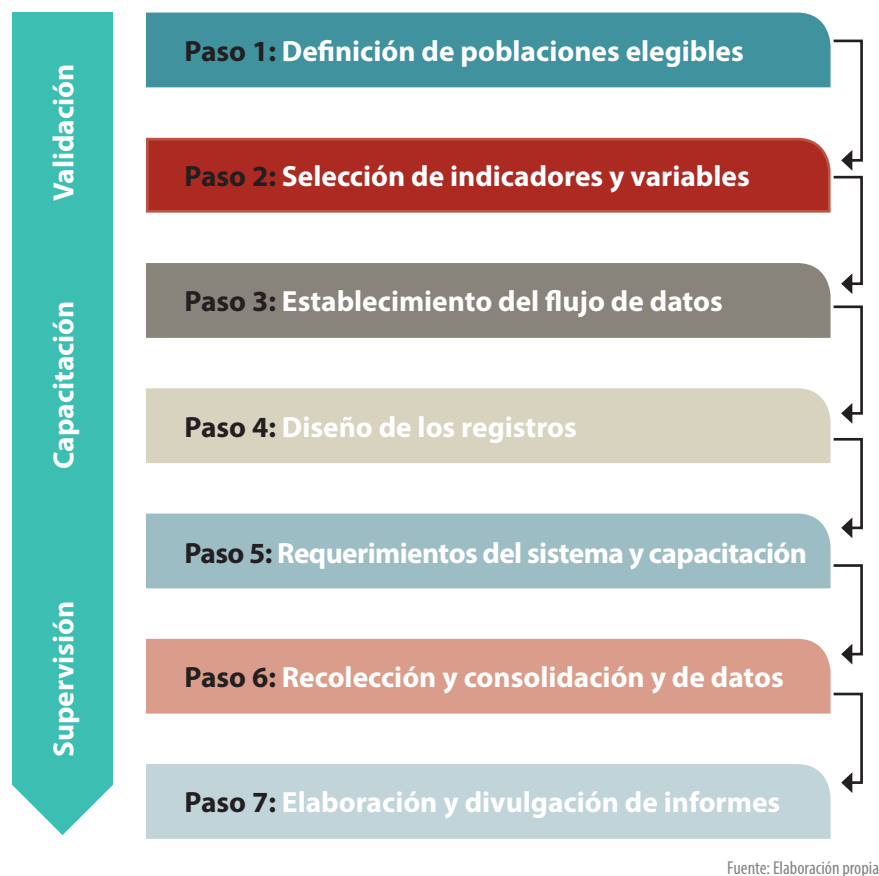 Validación
Capacitación
Supervisión
Paso 1: Definición de poblaciones elegibles
Paso 2: Selección de indicadores y variables
Paso 3: Establecimiento del flujo de datos
Paso 4: Diseño de los registros
Paso 5: Requerimientos del sistema y capacitación
Paso 6: Recolección y consolidación y de datos
Paso 7: Elaboración y divulgación de informes
Fuente: Elaboración propia